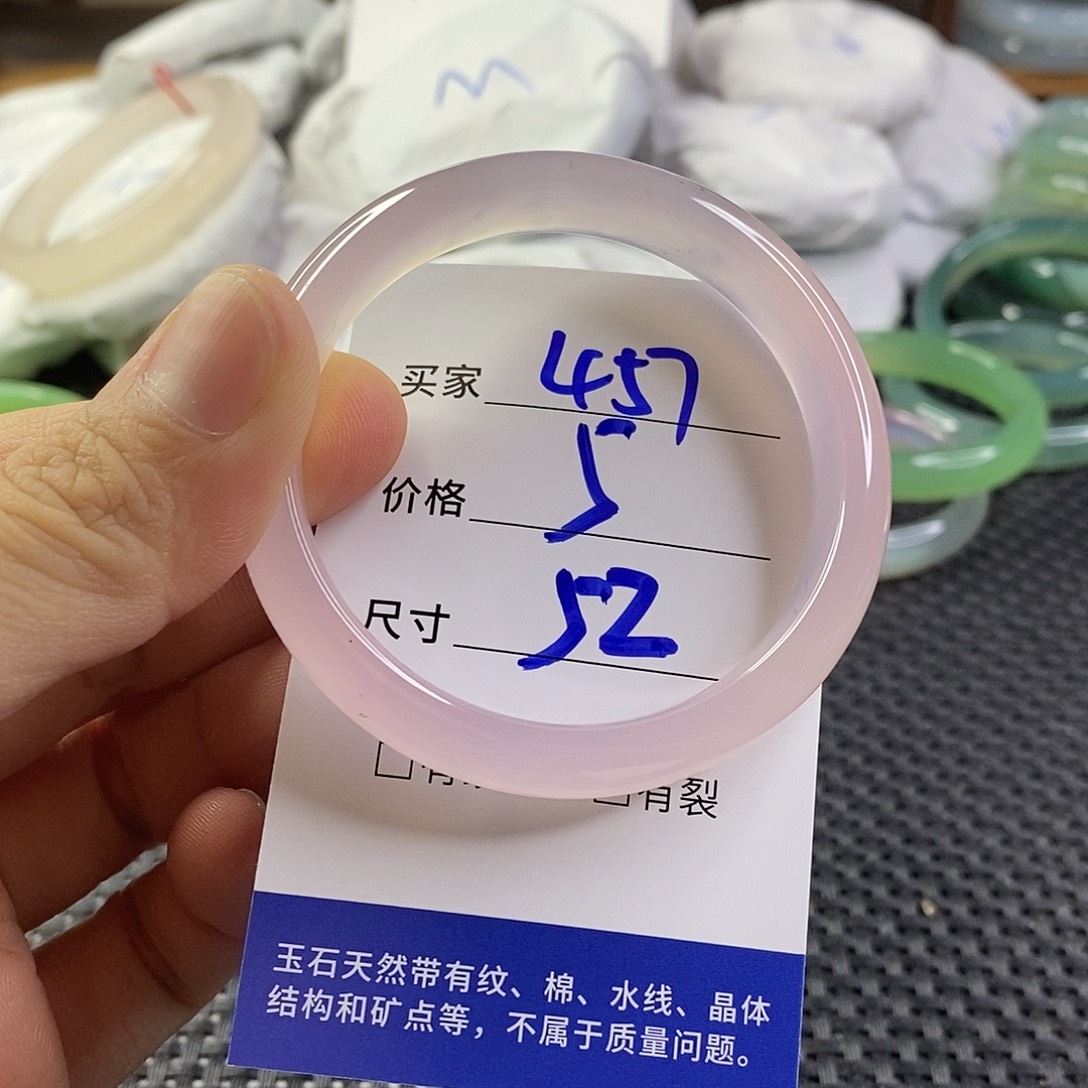 M
买家 457
价格 5
尺寸 52
有裂
玉石天然带有纹、棉、水线、晶体
结构和矿点等，不属于质量问题。